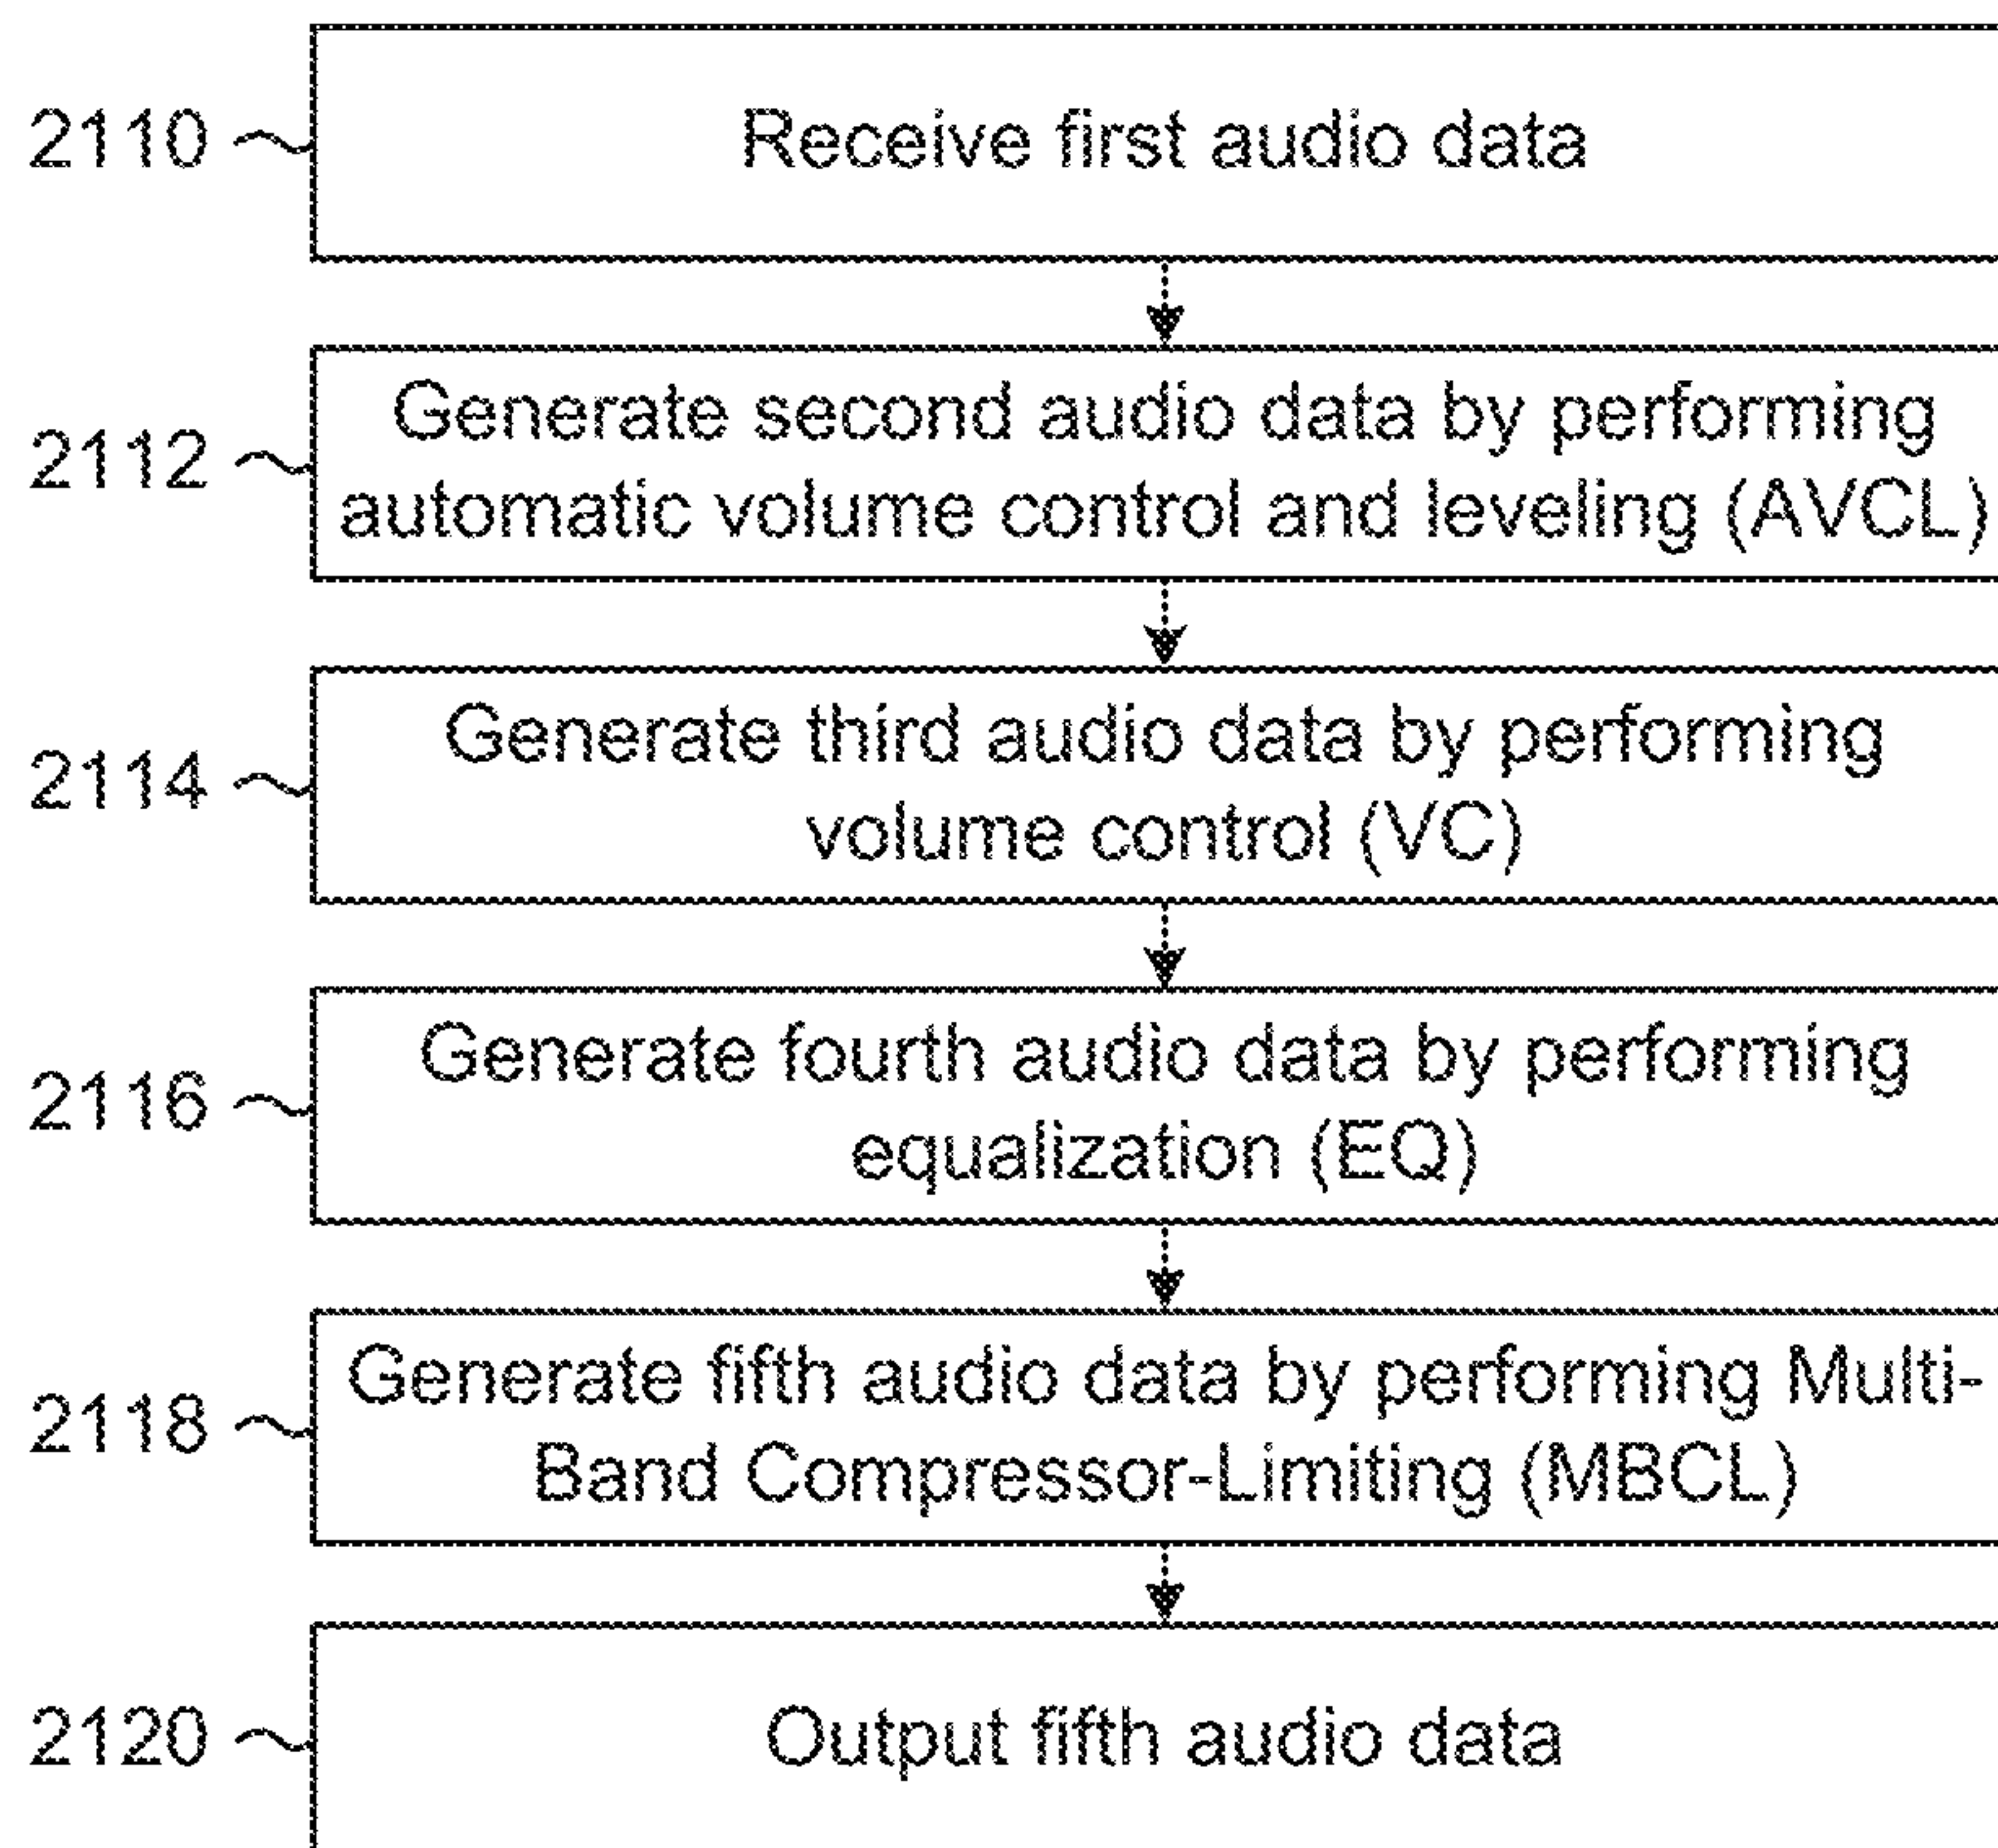 2110
Receive first audio data
2112
Generate second audio data by performing
automatic volume control and leveling (AVCL)
2114
Generate third audio data by performing
volume control (VC)
2116
Generate fourth audio data by performing
equalization (EQ)
2118
Generate fifth audio data by performing Multi-
Band Compressor-Limiting (MBCL)
2120
Output fifth audio data